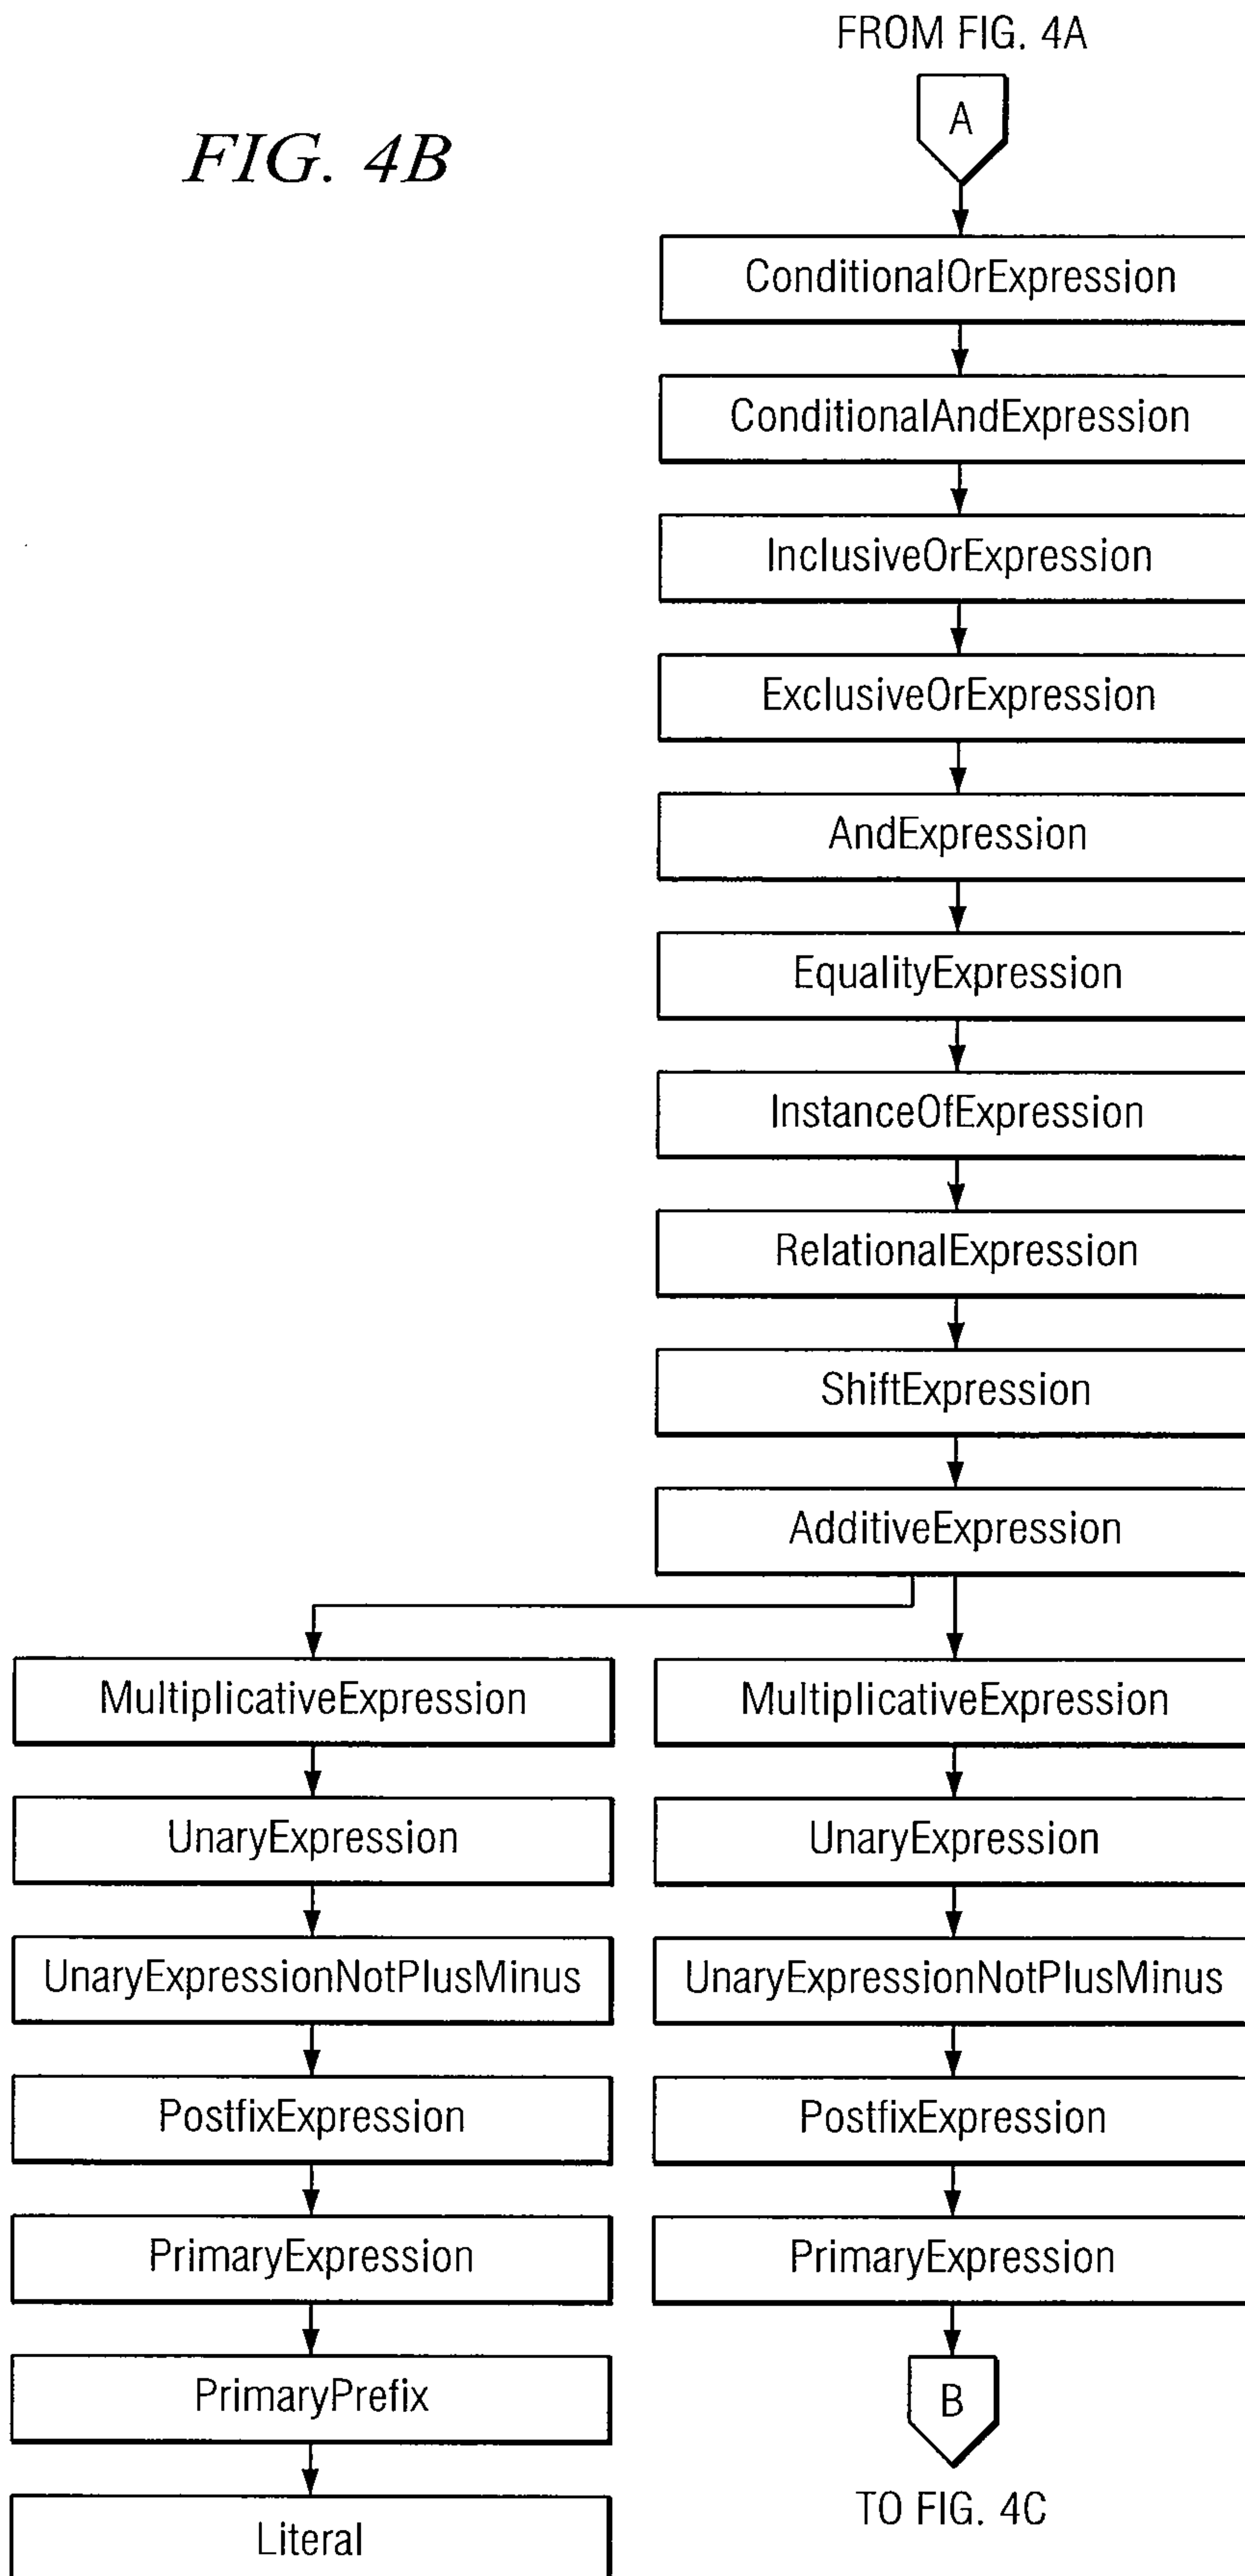 FROM FIG. 4A
A
FIG. 4B
ConditionalOrExpression
ConditionalAndExpression
InclusiveOrExpression
ExclusiveOrExpression
AndExpression
EqualityExpression
InstanceOfExpression
RelationalExpression
ShiftExpression
AdditiveExpression
MultiplicativeExpression MultiplicativeExpression
UnaryExpression UnaryExpression
UnaryExpressionNotPlusMinus UnaryExpressionNotPlusMinus
PostfixExpression PostfixExpression
PrimaryExpression PrimaryExpression
PrimaryPrefix B
TO FIG. 4C
Literal